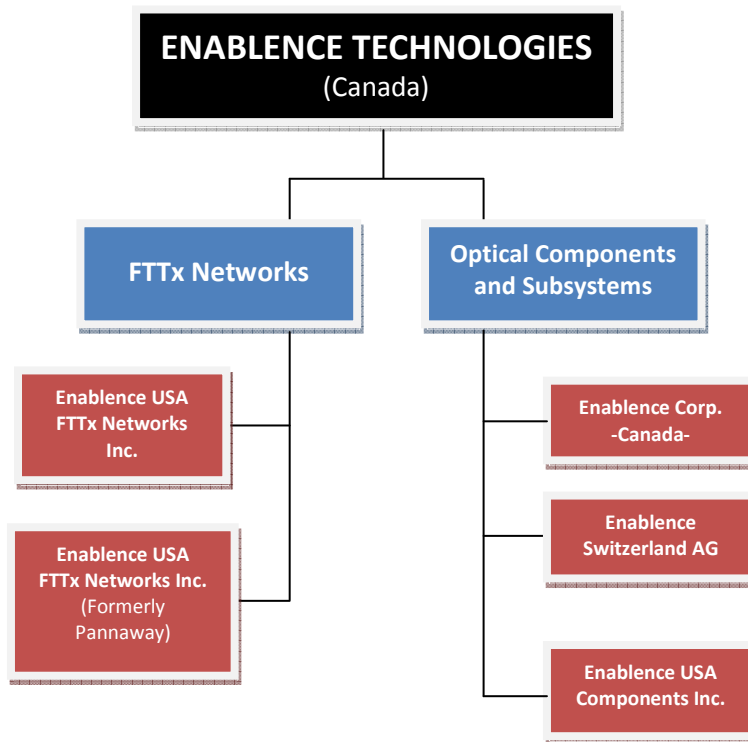 ENABLENCE TECHNOLOGIES
(Canada)
FTTx Networks
Optical Components
and Subsystems
Enablence USA
FTTx Networks
Inc.
Enablence USA
FTTx Networks Inc.
(Formerly
Pannaway)
Enablence Corp.
-Canada-
Enablence
Switzerland AG
Enablence USA
Components Inc.